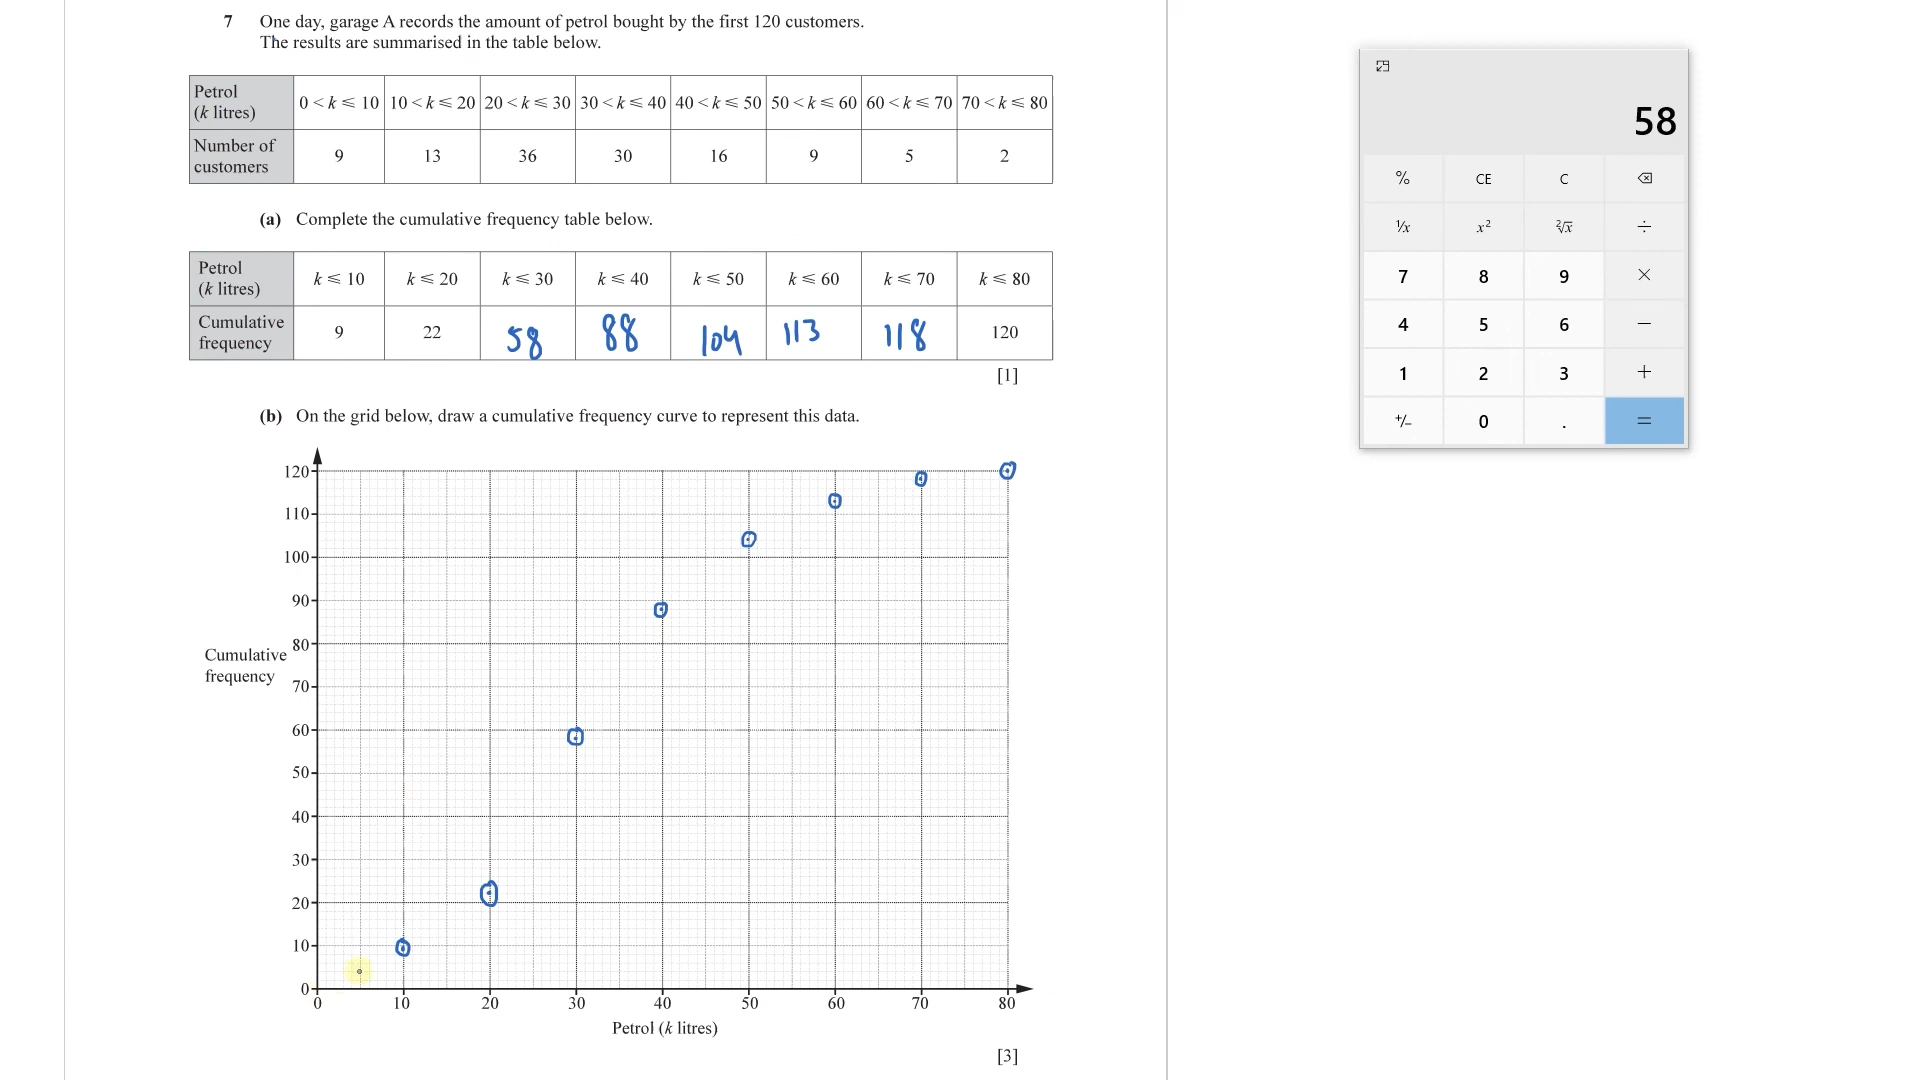 7 One day, garage A records the amount of petrol bought by the first 120 customers.
The results are summarised in the table below.
Petrol (k litres) 0 < k ⩽ 10 10 < k ⩽ 20 20 < k ⩽ 30 30 < k ⩽ 40 40 < k ⩽ 50 50 < k ⩽ 60 60 < k ⩽ 70 70 < k ⩽ 80
Number of customers 9 13 36 30 16 9 5 2
(a) Complete the cumulative frequency table below.
Petrol (k litres) k ⩽ 10 k ⩽ 20 k ⩽ 30 k ⩽ 40 k ⩽ 50 k ⩽ 60 k ⩽ 70 k ⩽ 80
Cumulative frequency 9 22 58 88 104 113 118 120
[1]
(b) On the grid below, draw a cumulative frequency curve to represent this data.
120
110
100
90
80
Cumulative
frequency
70
60
50
40
30
20
10
0
0 10 20 30 40 50 60 70 80
Petrol (k litres)
[3]
58
% CE C ⌫
¹/x x² ²√x ÷
7 8 9 ×
4 5 6 −
1 2 3 +
+/− 0 . =